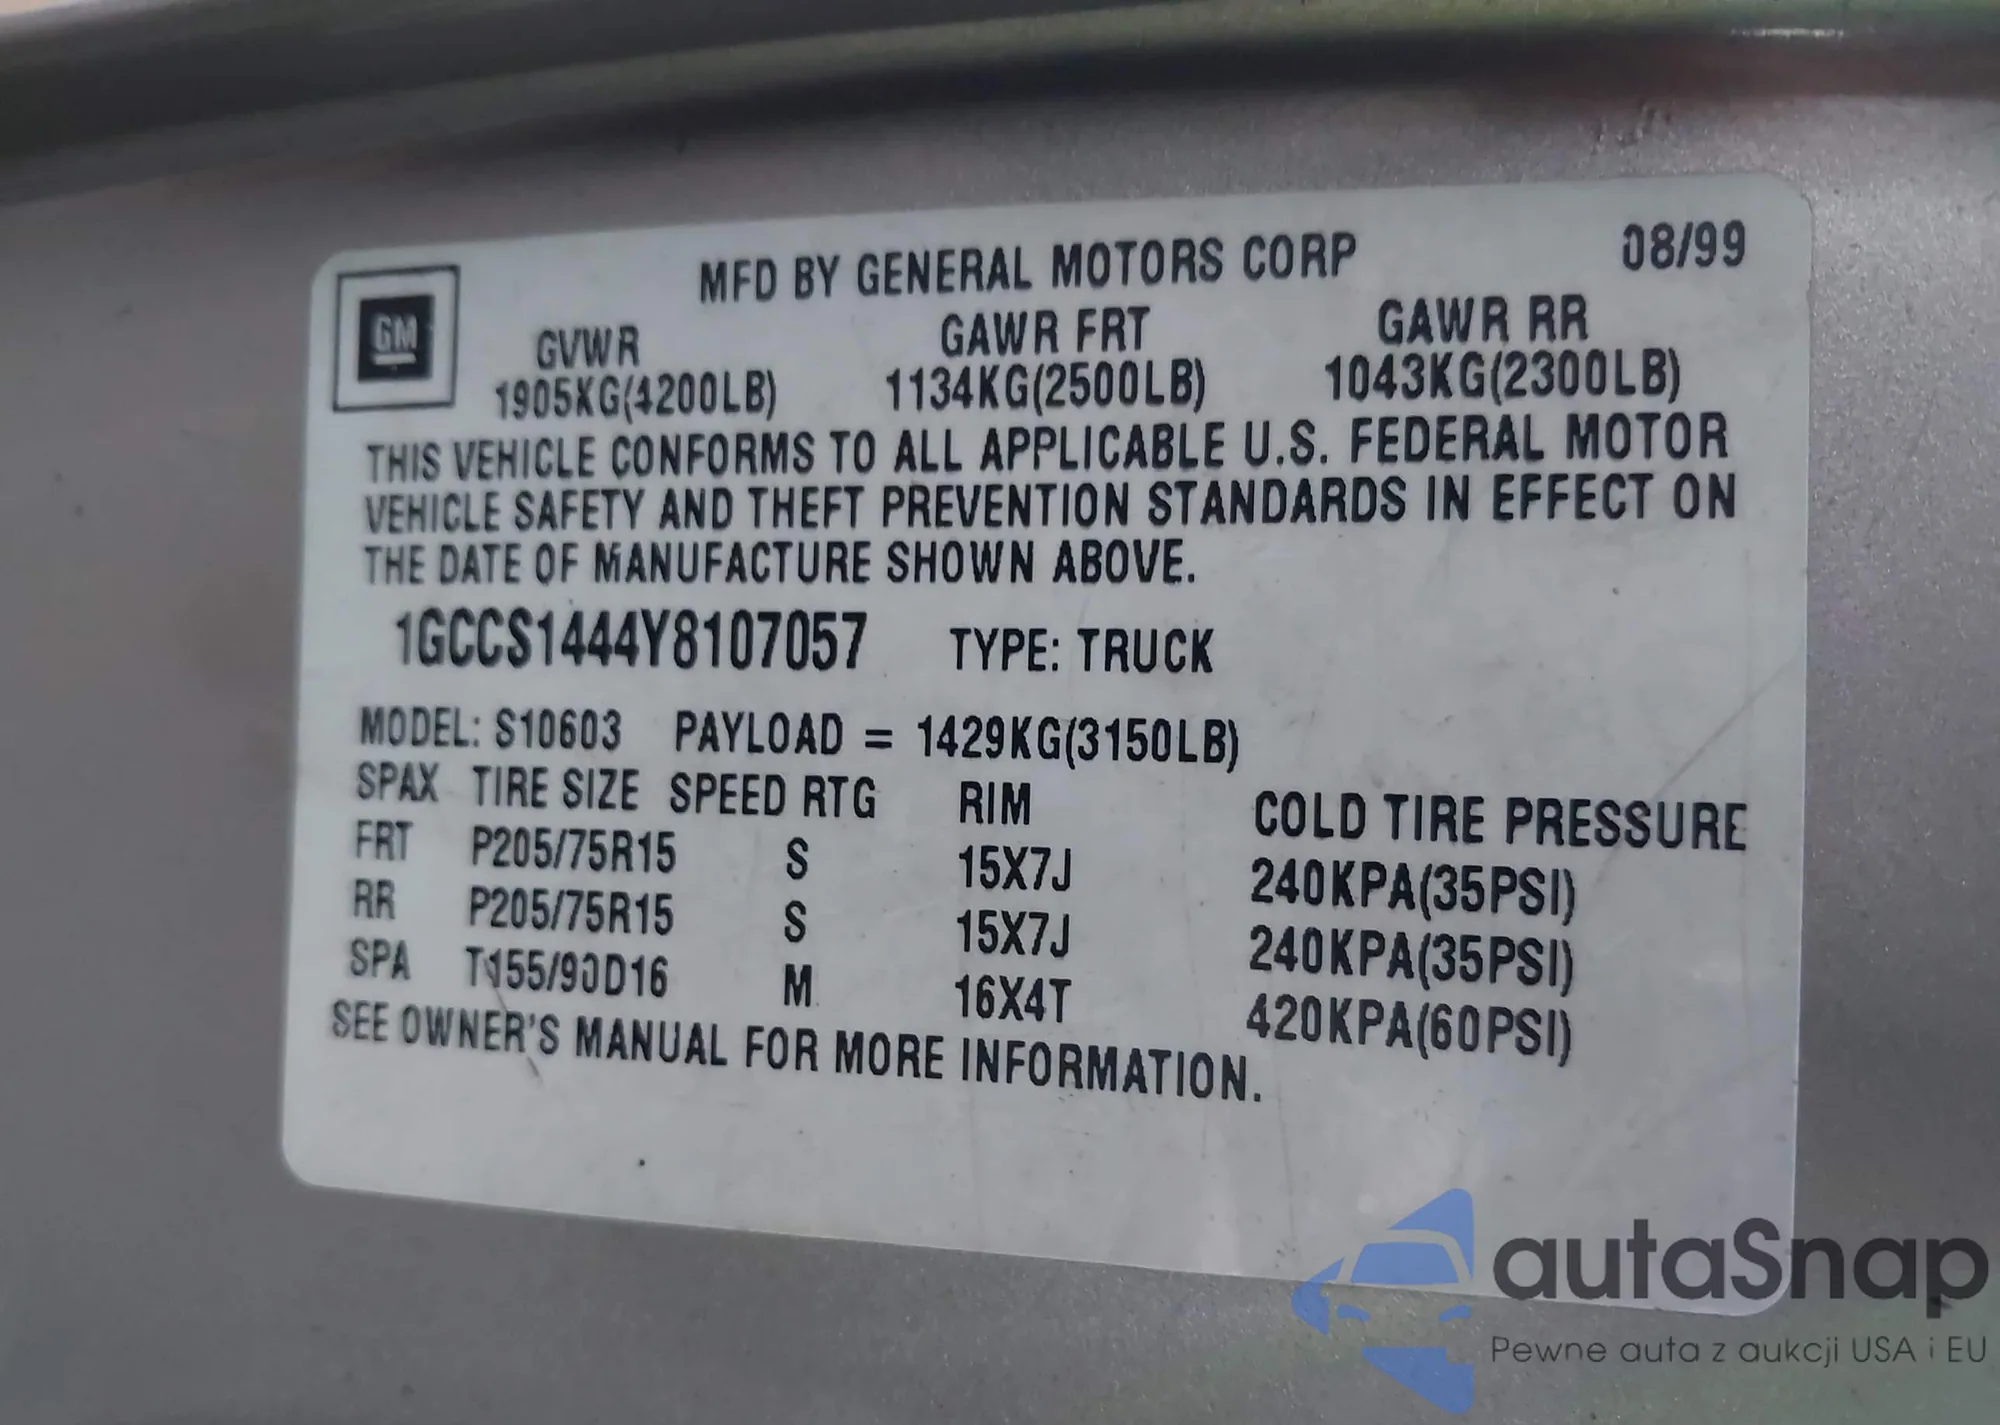 MFD BY GENERAL MOTORS CORP 08/99
GM
GVWR GAWR FRT GAWR RR
1905KG(4200LB) 1134KG(2500LB) 1043KG(2300LB)
THIS VEHICLE CONFORMS TO ALL APPLICABLE U.S. FEDERAL MOTOR
VEHICLE SAFETY AND THEFT PREVENTION STANDARDS IN EFFECT ON
THE DATE OF MANUFACTURE SHOWN ABOVE.
1GCCS1444Y8107057 TYPE: TRUCK
MODEL: S10603 PAYLOAD = 1429KG(3150LB)
SPAX TIRE SIZE SPEED RTG RIM COLD TIRE PRESSURE
FRT P205/75R15 S 15X7J 240KPA(35PSI)
RR P205/75R15 S 15X7J 240KPA(35PSI)
SPA T155/90D16 M 16X4T 420KPA(60PSI)
SEE OWNER'S MANUAL FOR MORE INFORMATION.
autaSnap
Pewne auta z aukcji USA i EU